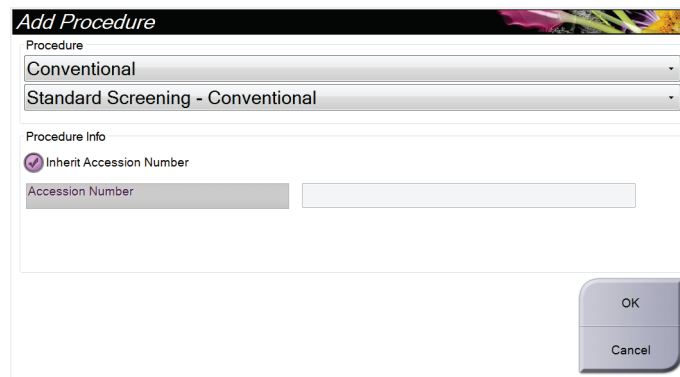 Add Procedure
Procedure
Conventional
Standard Screening - Conventional
Procedure Info
Inherit Accession Number
Accession Number
OK
Cancel